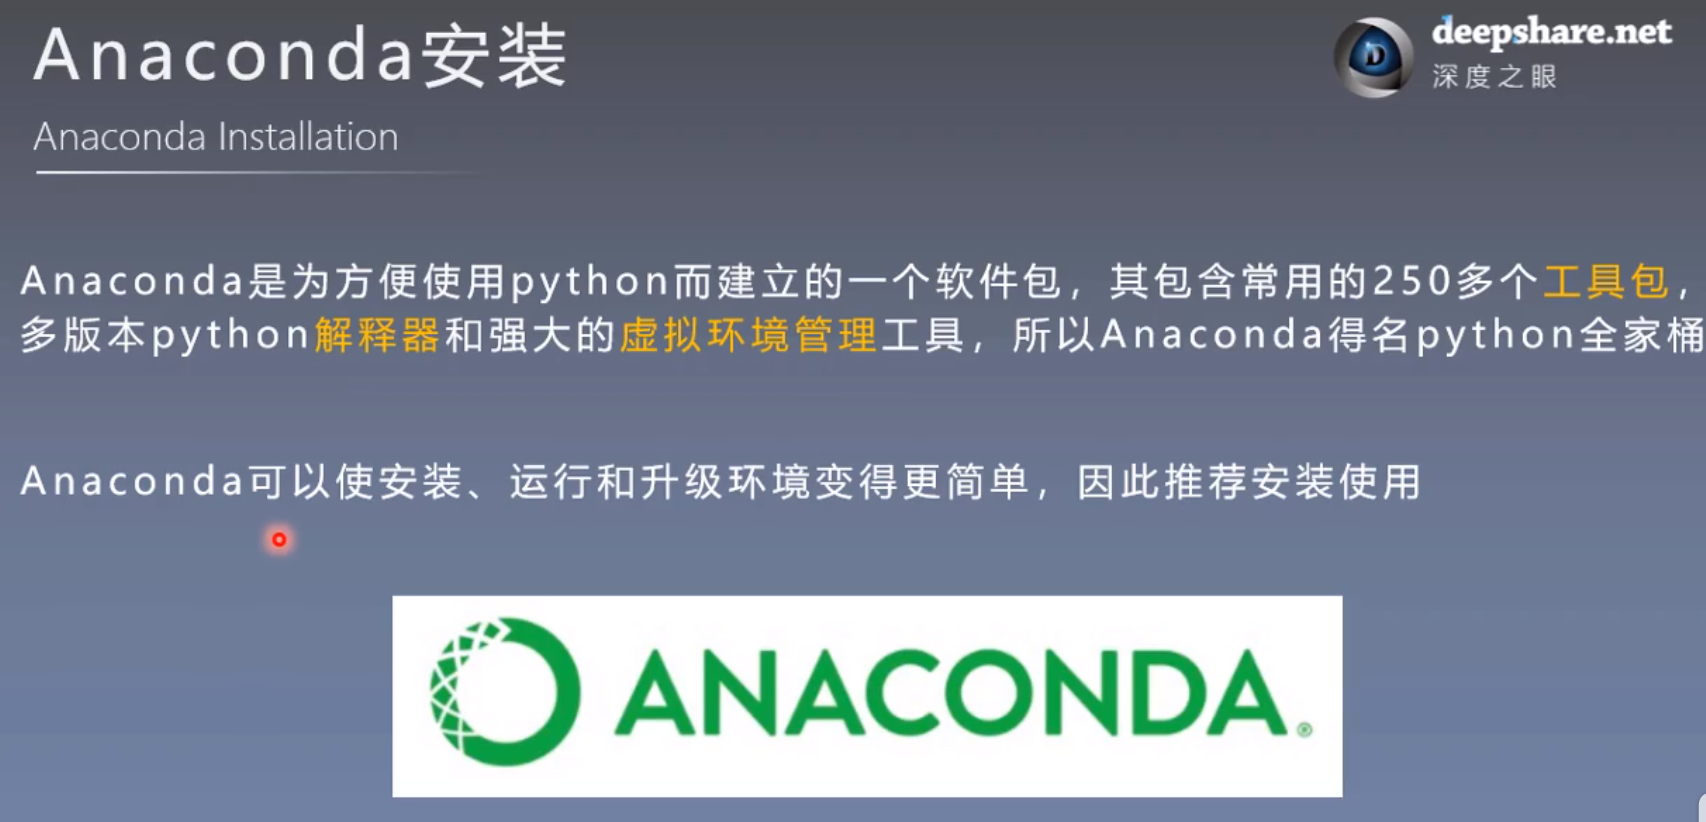 Anaconda安装
deepshare.net
深度之眼
Anaconda Installation
Anaconda是为方便使用python而建立的一个软件包，其包含常用的250多个工具包，
多版本python解释器和强大的虚拟环境管理工具，所以Anaconda得名python全家桶
Anaconda可以使安装、运行和升级环境变得更简单，因此推荐安装使用
ANACONDA®